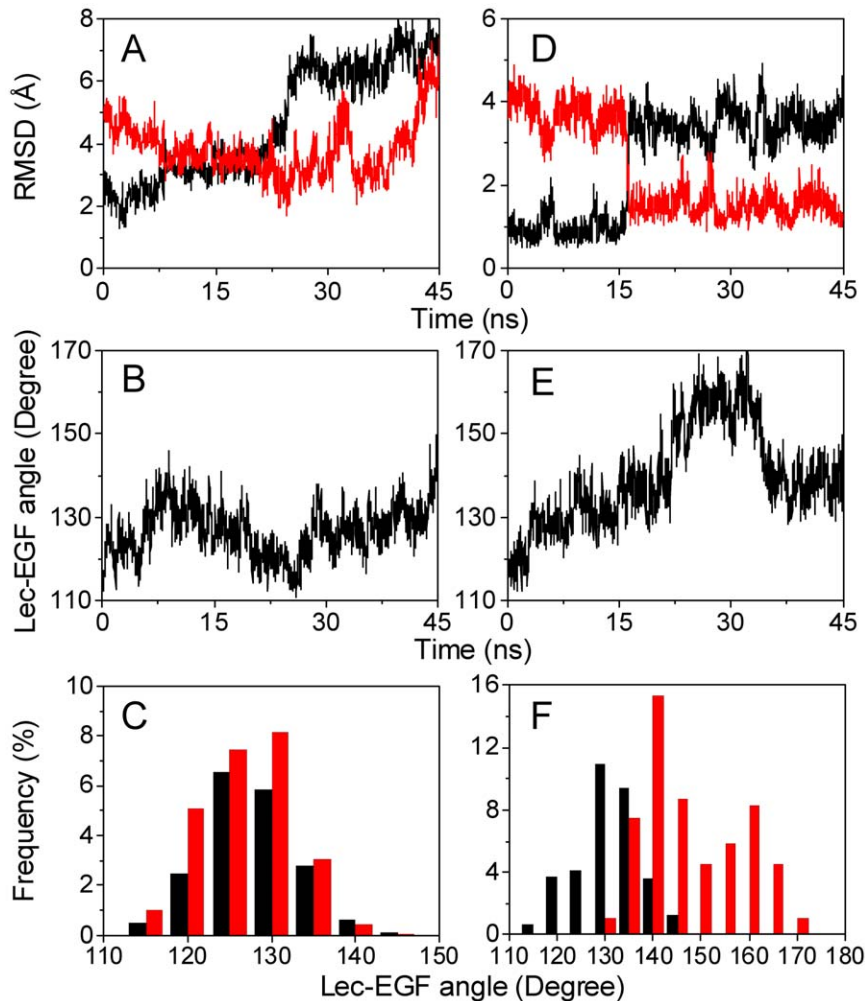 A
D
RMSD (Å)
8
6
4
2
0
6
4
2
0
0 15 30 45
0 15 30 45
Time (ns)
B
E
Lec-EGF angle (Degree)
170
150
130
110
170
150
130
110
0 15 30 45
0 15 30 45
Time (ns)
C
F
Frequency (%)
10
8
6
4
2
0
16
12
8
4
0
110 120 130 140 150
110 120 130 140 150 160 170 180
Lec-EGF angle (Degree)